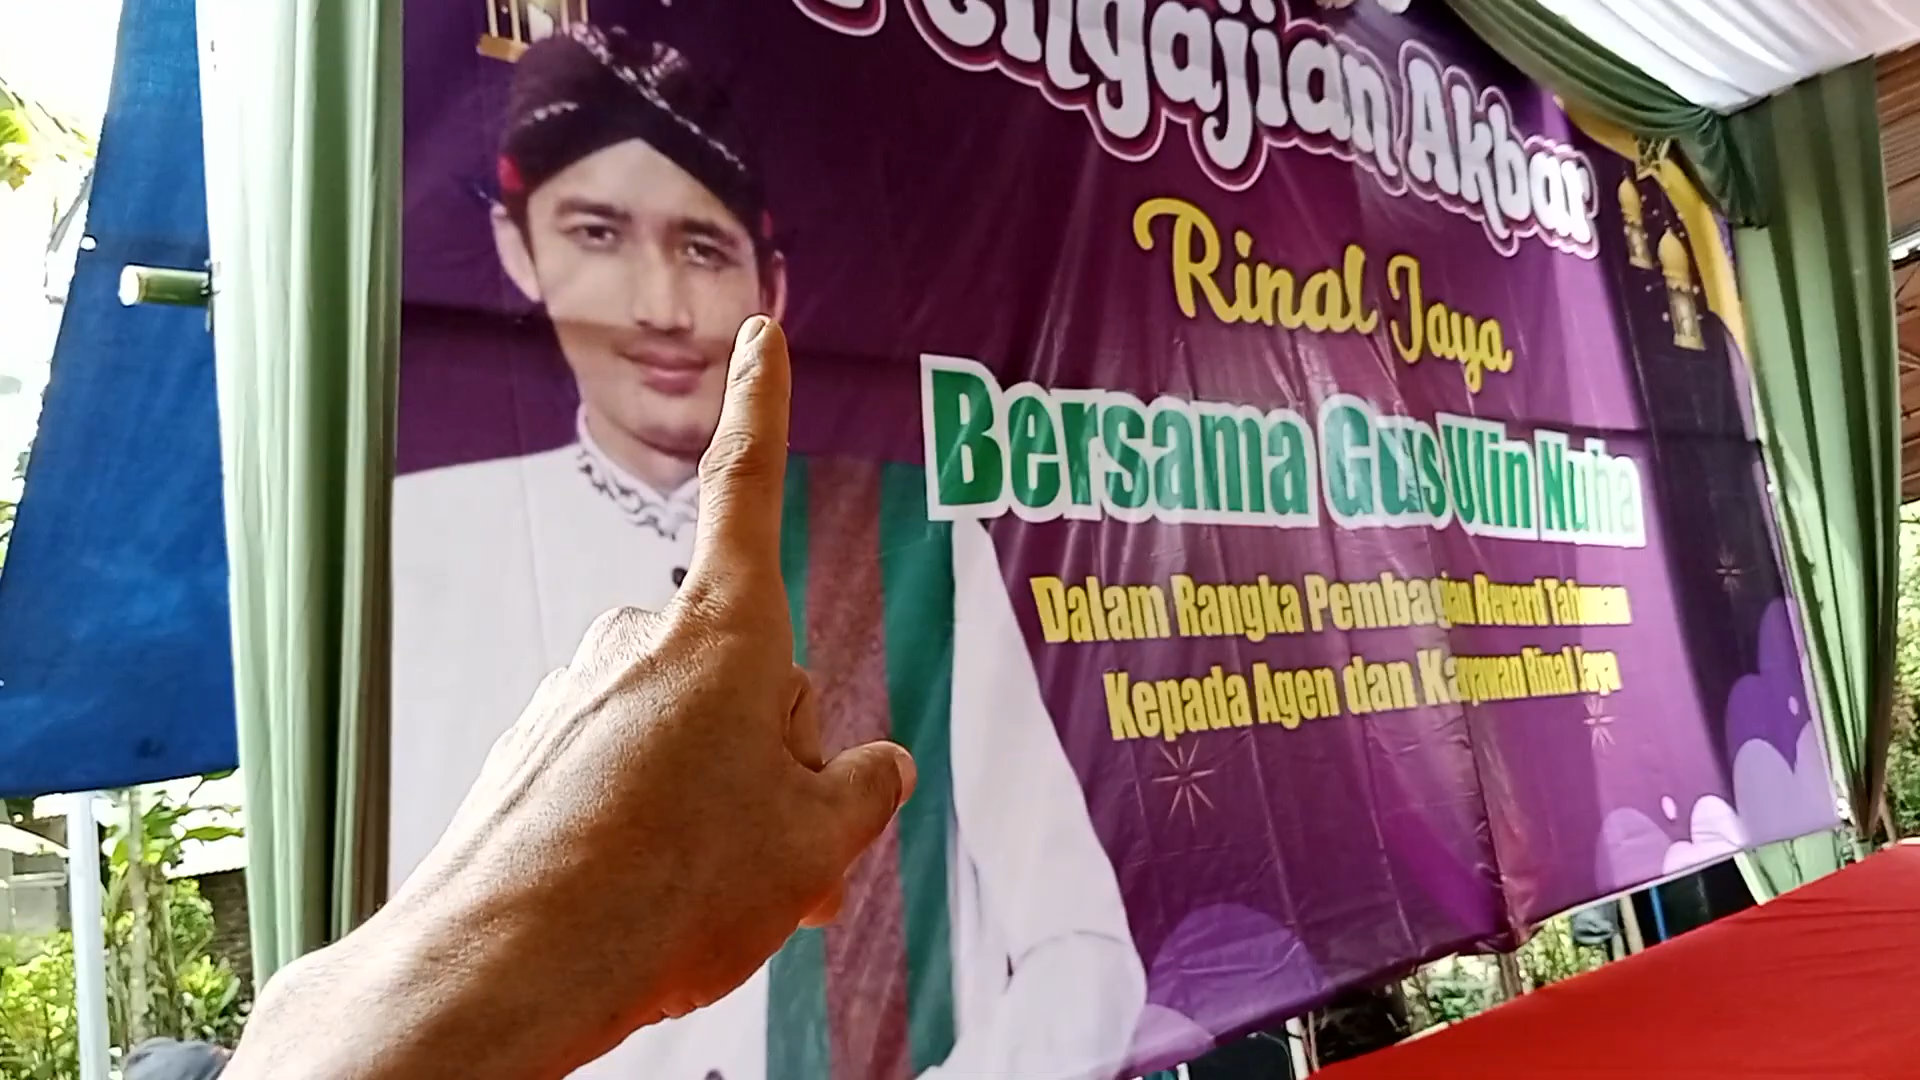 Pengajian Akbar
Rinal Jaya
Bersama Gus Ulin Nuha
Dalam Rangka Pembagian Reward Tahunan
Kepada Agen dan Karyawan Rinal Jaya